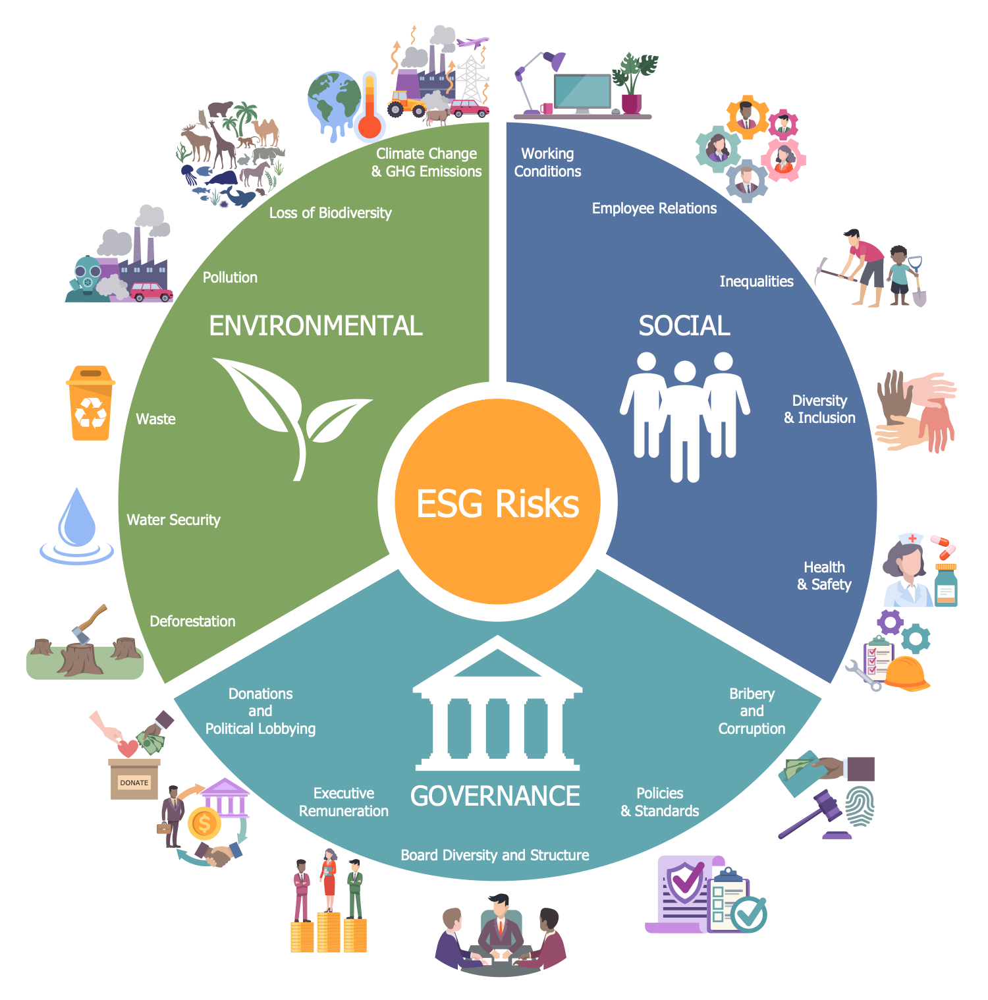 Climate Change
& GHG Emissions
Loss of Biodiversity
Pollution
ENVIRONMENTAL
Waste
Water Security
Deforestation
Working
Conditions
Employee Relations
Inequalities
SOCIAL
Diversity
& Inclusion
Health
& Safety
ESG Risks
Donations
and
Political Lobbying
DONATE
$
Executive
Remuneration
GOVERNANCE
Board Diversity and Structure
Policies
& Standards
Bribery
and
Corruption